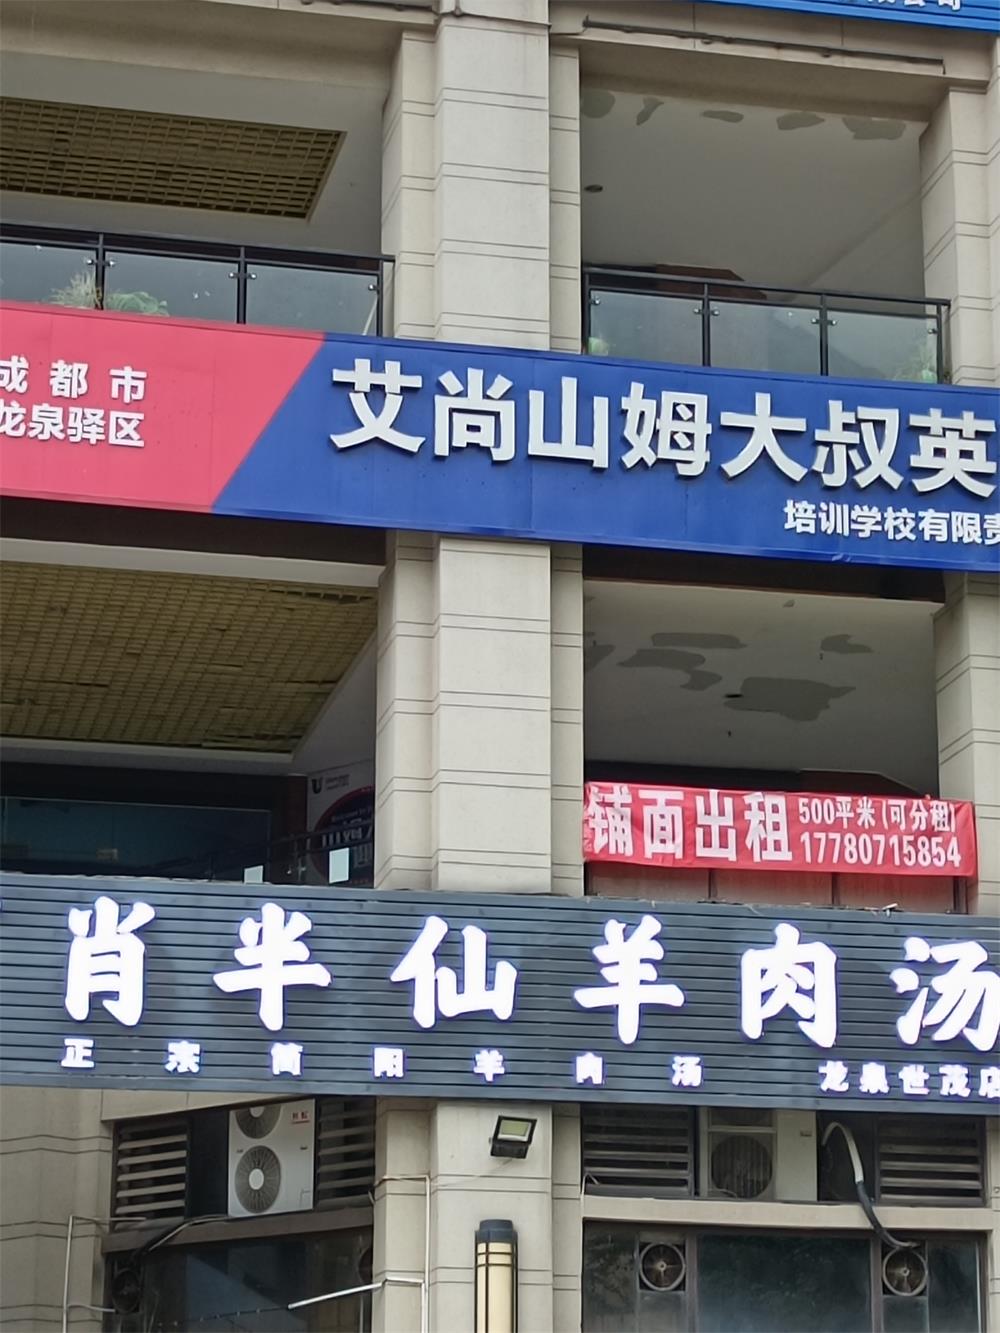 成都市
龙泉驿区
艾尚山姆大叔英
培训学校有限责
铺面出租
500平米(可分租)
17780715854
肖半仙羊肉汤
正宗简阳羊肉汤
龙泉世茂店